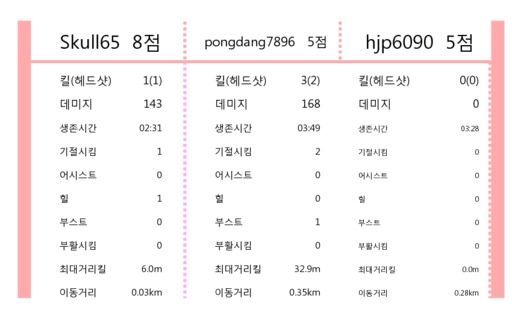 Skull65 8점 pongdang7896 5점 hjp6090 5점
킬(헤드샷) 1(1) 킬(헤드샷) 3(2) 킬(헤드샷) 0(0)
데미지 143 데미지 168 데미지 0
생존시간 02:31 생존시간 03:49 생존시간 03:28
기절시킴 1 기절시킴 2 기절시킴 0
어시스트 0 어시스트 0 어시스트 0
힐 1 힐 0 힐 0
부스트 0 부스트 1 부스트 0
부활시킴 0 부활시킴 0 부활시킴 0
최대거리킬 6.0m 최대거리킬 32.9m 최대거리킬 0.0m
이동거리 0.03km 이동거리 0.35km 이동거리 0.28km